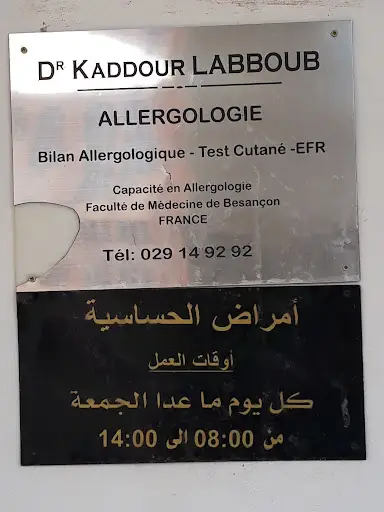 Dr KADDOUR LABBOUB
ALLERGOLOGIE
Bilan Allergologique - Test Cutané -EFR
Capacité en Allergologie
Faculté de Médecine de Besançon
FRANCE
Tél: 029 14 92 92
أمراض الحساسية
أوقات العمل
كل يوم ما عدا الجمعة
من 08:00 الى 14:00